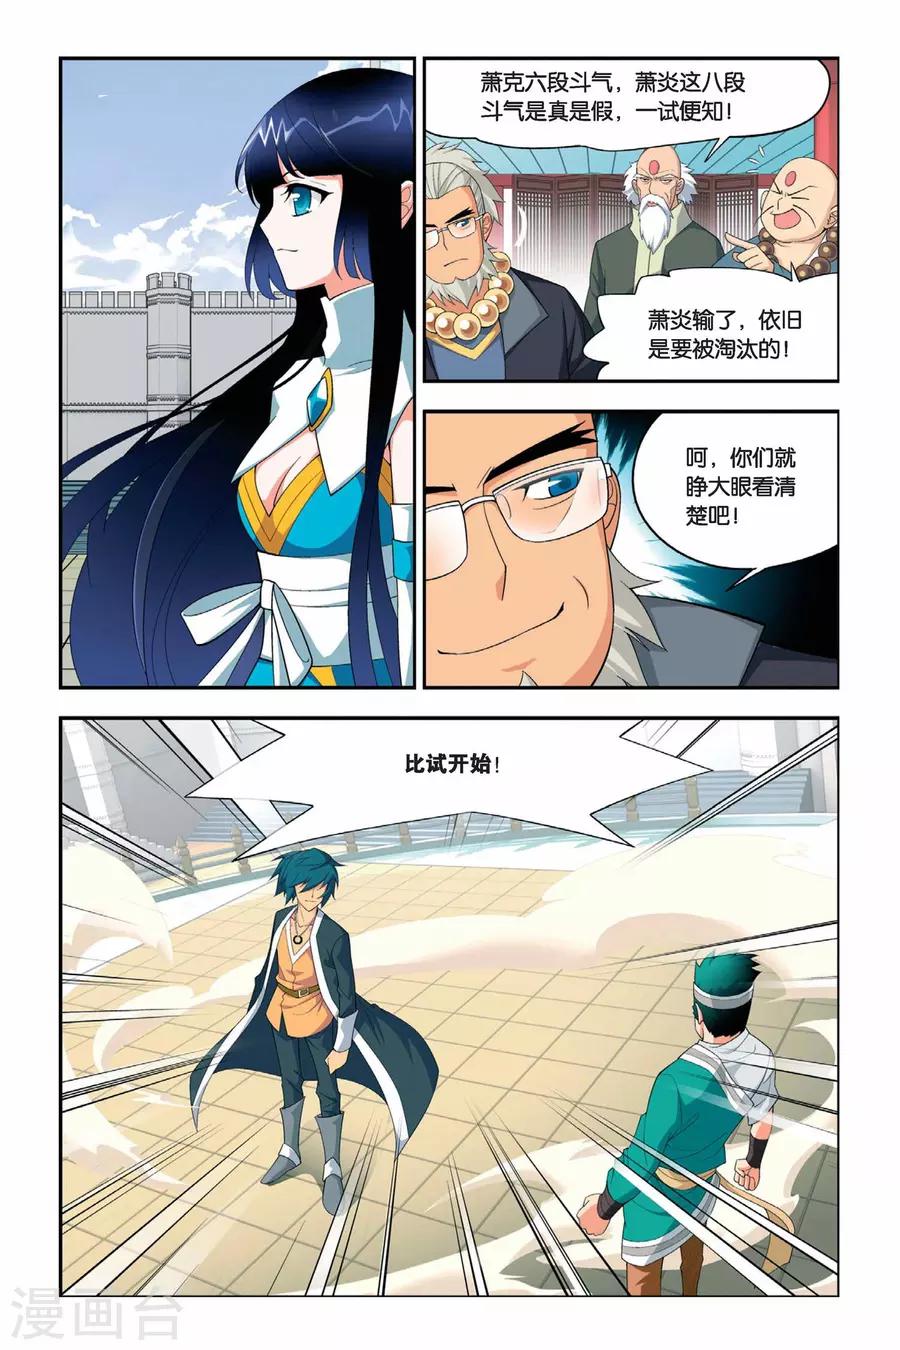 萧克六段斗气，萧炎这八段
斗气是真是假，一试便知！
萧炎输了，依旧
是要被淘汰的！
呵，你们就
睁大眼看清
楚吧！
比试开始！
漫画台